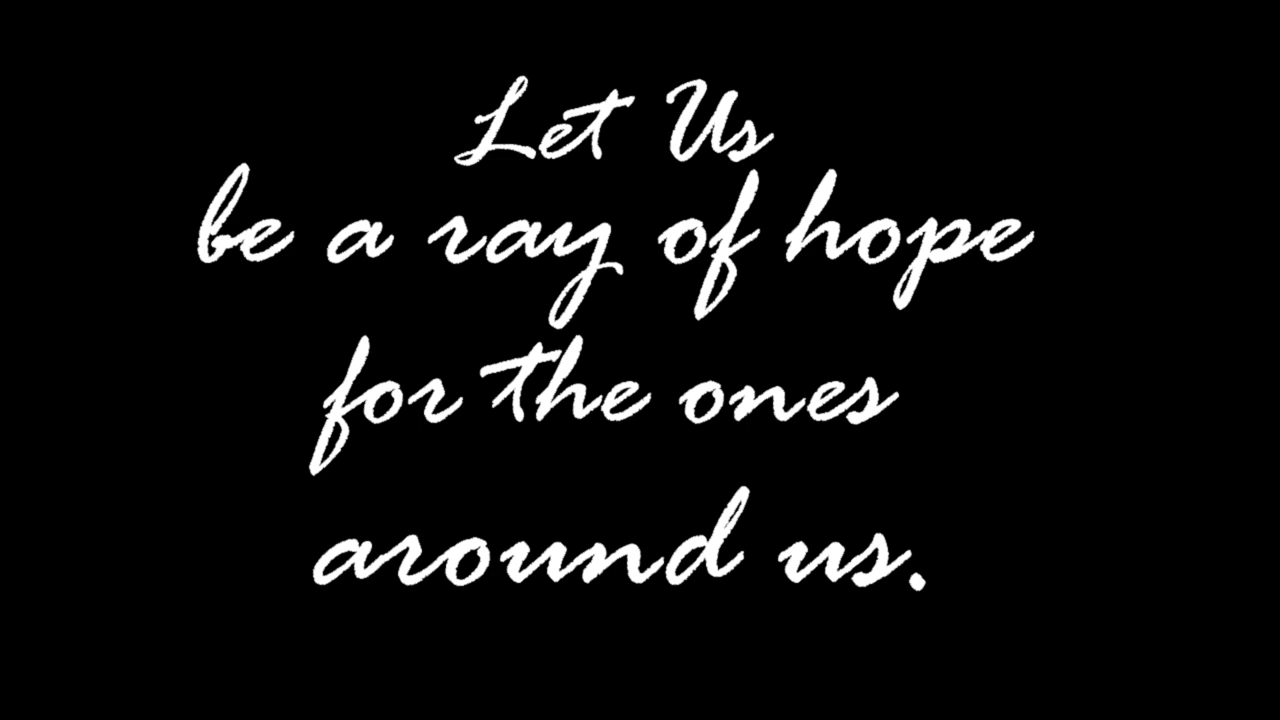 Let Us
be a ray of hope
for the ones
around us.